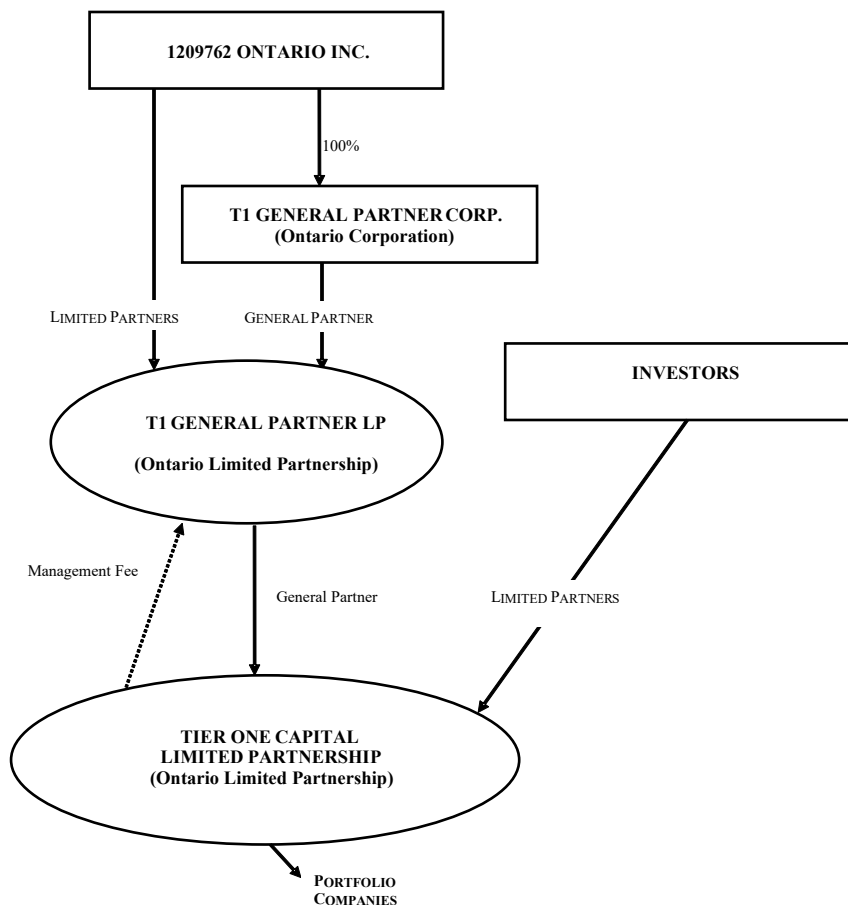 1209762 ONTARIO INC.
100%
T1 GENERAL PARTNER CORP.
(Ontario Corporation)
LIMITED PARTNERS
GENERAL PARTNER
INVESTORS
T1 GENERAL PARTNER LP
(Ontario Limited Partnership)
Management Fee
General Partner
LIMITED PARTNERS
TIER ONE CAPITAL
LIMITED PARTNERSHIP
(Ontario Limited Partnership)
PORTFOLIO
COMPANIES